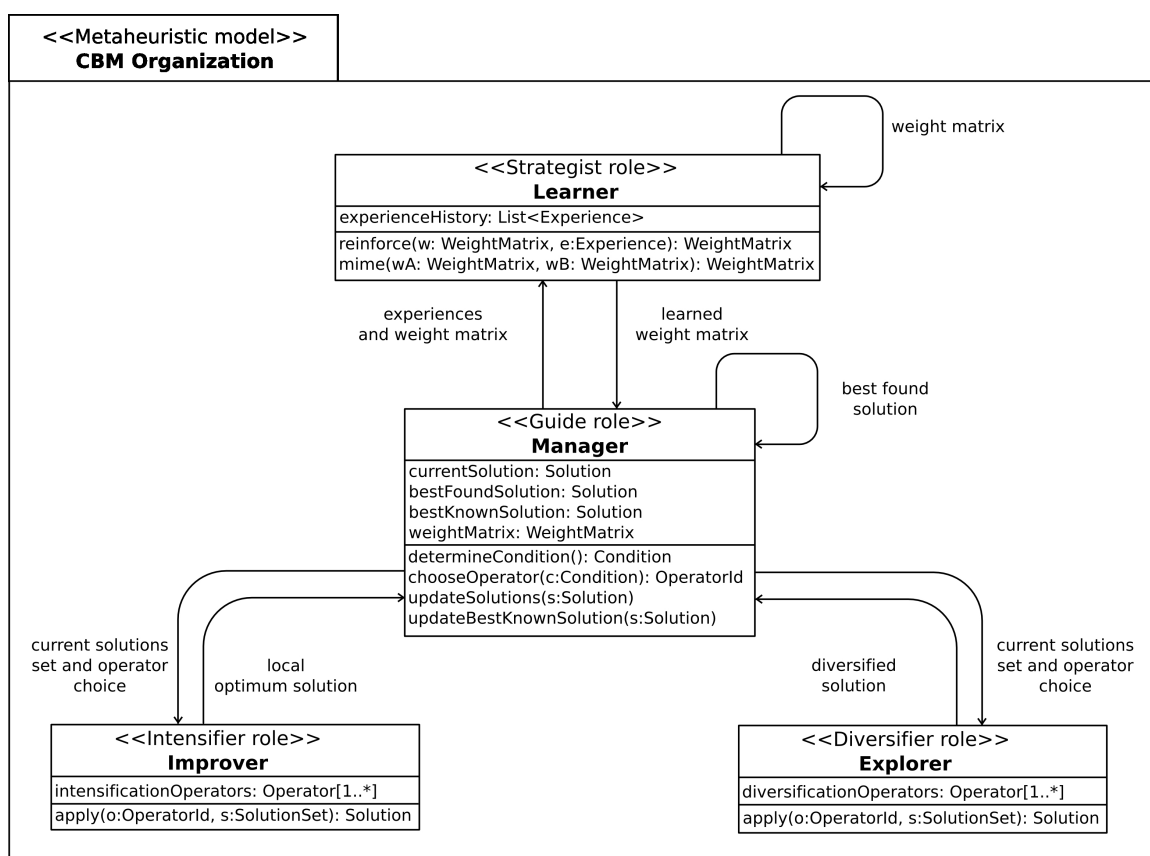 <<Metaheuristic model>>
CBM Organization
weight matrix
<<Strategist role>>
Learner
experienceHistory: List<Experience>
reinforce(w: WeightMatrix, e:Experience): WeightMatrix
mime(wA: WeightMatrix, wB: WeightMatrix): WeightMatrix
experiences
and weight matrix
learned
weight matrix
best found
solution
<<Guide role>>
Manager
currentSolution: Solution
bestFoundSolution: Solution
bestKnownSolution: Solution
weightMatrix: WeightMatrix
determineCondition(): Condition
chooseOperator(c:Condition): OperatorId
updateSolutions(s:Solution)
updateBestKnownSolution(s:Solution)
current solutions
set and operator
choice
local
optimum solution
diversified
solution
current solutions
set and operator
choice
<<Intensifier role>>
Improver
intensificationOperators: Operator[1..*]
apply(o:OperatorId, s:SolutionSet): Solution
<<Diversifier role>>
Explorer
diversificationOperators: Operator[1..*]
apply(o:OperatorId, s:SolutionSet): Solution